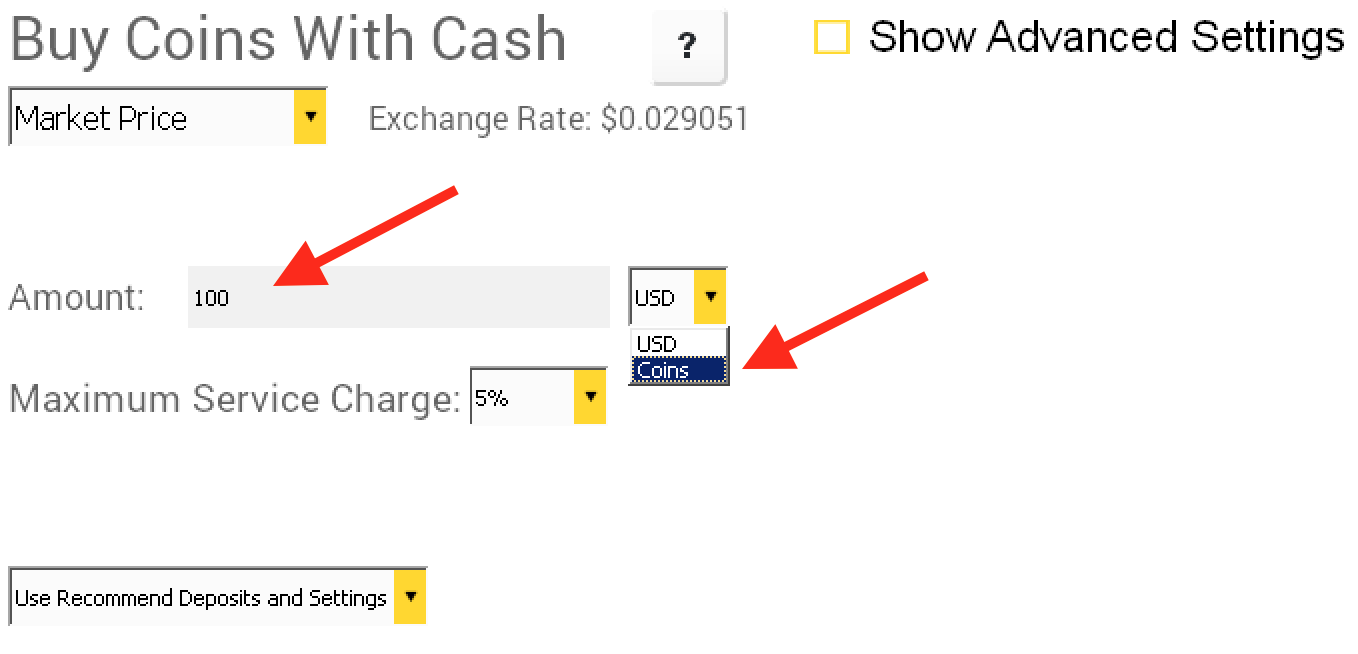 Buy Coins With Cash ? Show Advanced Settings
Market Price Exchange Rate: $0.029051
Amount: 100 USD
USD
Coins
Maximum Service Charge: 5%
Use Recommend Deposits and Settings